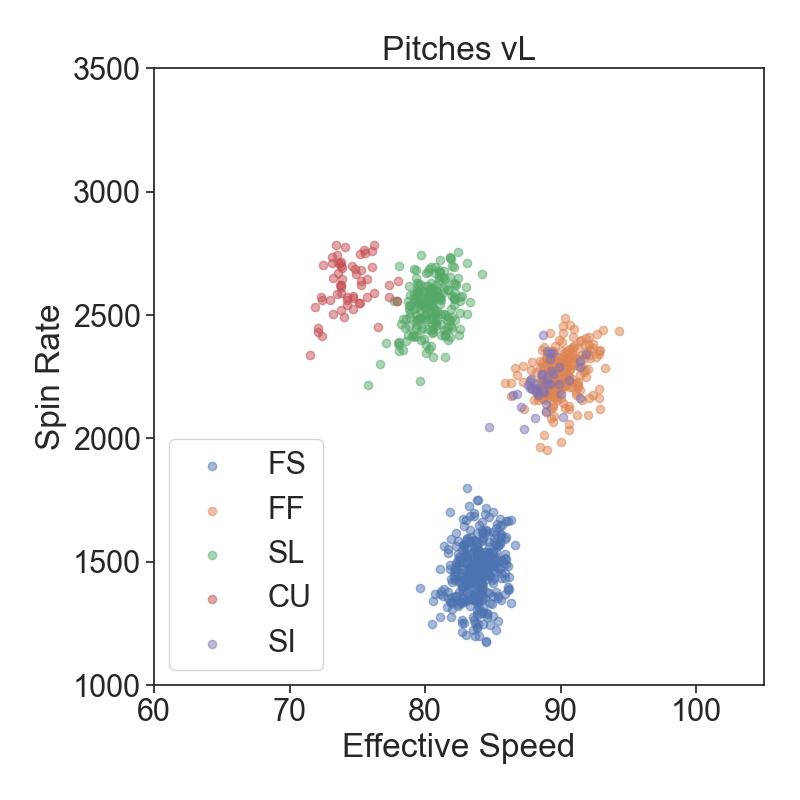 Pitches vL
3500
3000
2500
2000
1500
1000
Spin Rate
FS
FF
SL
CU
SI
60 70 80 90 100
Effective Speed